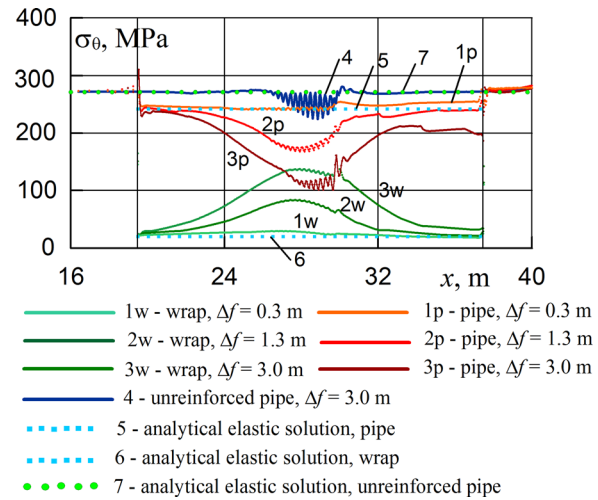 400
σθ, MPa
4
5
7
1p
300
2p
200
3p
3w
100
2w
1w
6
0
16
24
32
x, m
40
1w - wrap, Δf = 0.3 m
1p - pipe, Δf = 0.3 m
2w - wrap, Δf = 1.3 m
2p - pipe, Δf = 1.3 m
3w - wrap, Δf = 3.0 m
3p - pipe, Δf = 3.0 m
4 - unreinforced pipe, Δf = 3.0 m
5 - analytical elastic solution, pipe
6 - analytical elastic solution, wrap
7 - analytical elastic solution, unreinforced pipe